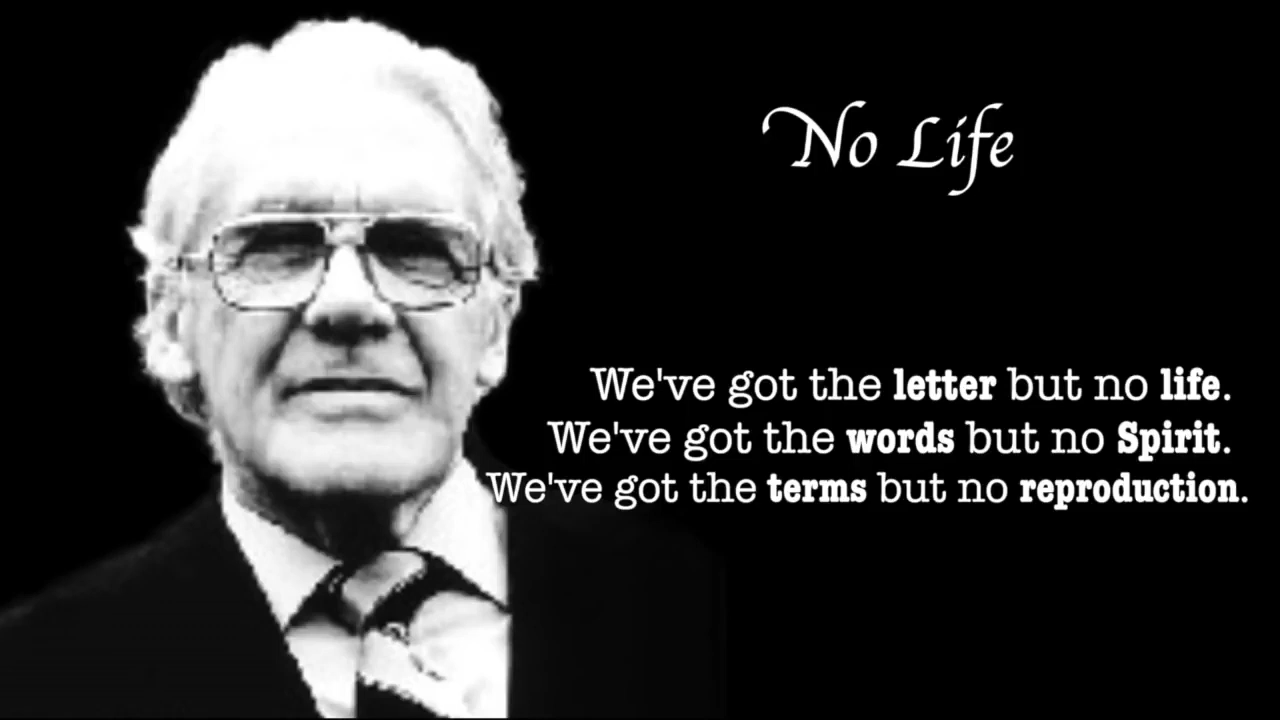 No Life
We've got the letter but no life.
We've got the words but no Spirit.
We've got the terms but no reproduction.